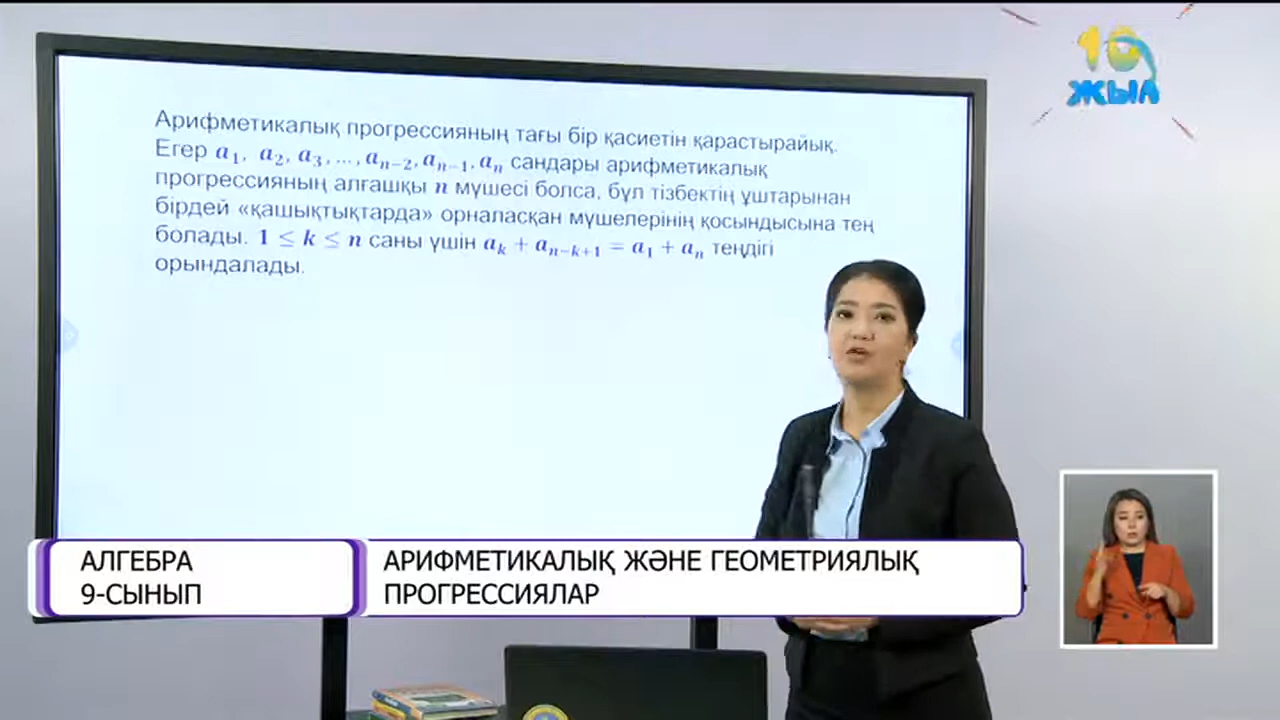 10
ЖЫЛ
Арифметикалық прогрессияның тағы бір қасиетін қарастырайық.
Егер a₁, a₂, a₃, …, aₙ₋₂, aₙ₋₁, aₙ сандары арифметикалық
прогрессияның алғашқы n мүшесі болса, бұл тізбектің ұштарынан
бірдей «қашықтықтарда» орналасқан мүшелерінің қосындысына тең
болады. 1 ≤ k ≤ n саны үшін aₖ + aₙ₋ₖ₊₁ = a₁ + aₙ теңдігі
орындалады.
АЛГЕБРА
9-СЫНЫП
АРИФМЕТИКАЛЫҚ ЖӘНЕ ГЕОМЕТРИЯЛЫҚ
ПРОГРЕССИЯЛАР